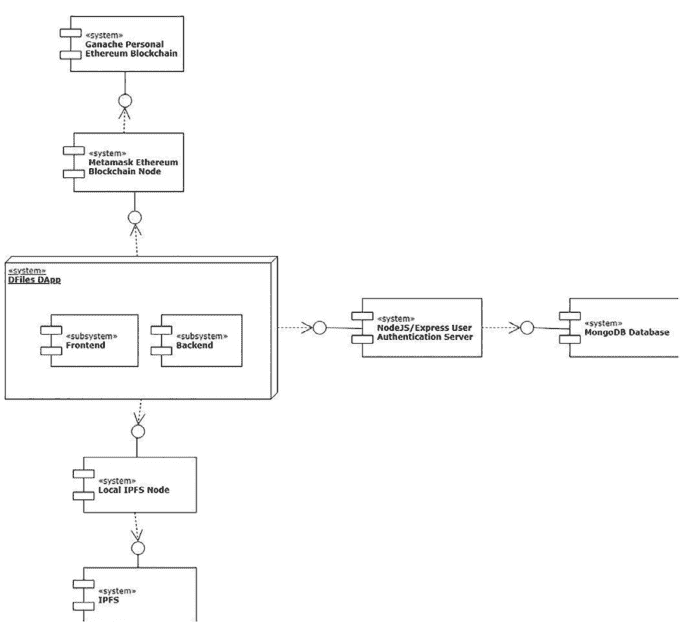 «system»
Ganache Personal
Ethereum Blockchain
«system»
Metamask Ethereum
Blockchain Node
«system»
DFiles DApp
«subsystem»
Frontend
«subsystem»
Backend
«system»
NodeJS/Express User
Authentication Server
«system»
MongoDB Database
«system»
Local IPFS Node
«system»
IPFS